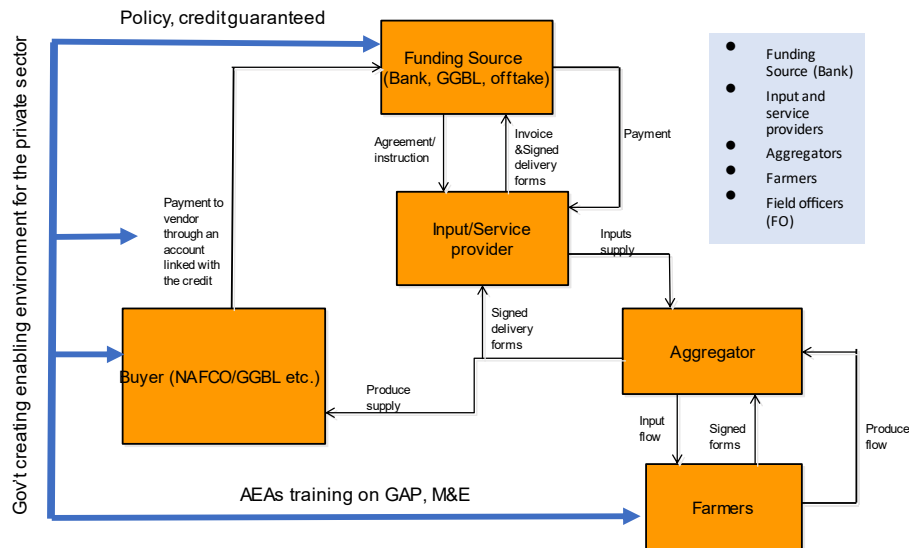 Policy, credit guaranteed
Gov't creating enabling environment for the private sector
Funding Source
(Bank, GGBL, offtake)
Agreement/
instruction
Invoice
&Signed
delivery
forms
Payment
Payment to
vendor
through an
account
linked with
the credit
Input/Service
provider
Inputs
supply
Signed
delivery
forms
Buyer (NAFCO/GGBL etc.)
Produce
supply
Aggregator
Input
flow
Signed
forms
Produce
flow
AEAs training on GAP, M&E
Farmers
● Funding
Source (Bank)
● Input and
service
providers
● Aggregators
● Farmers
● Field officers
(FO)